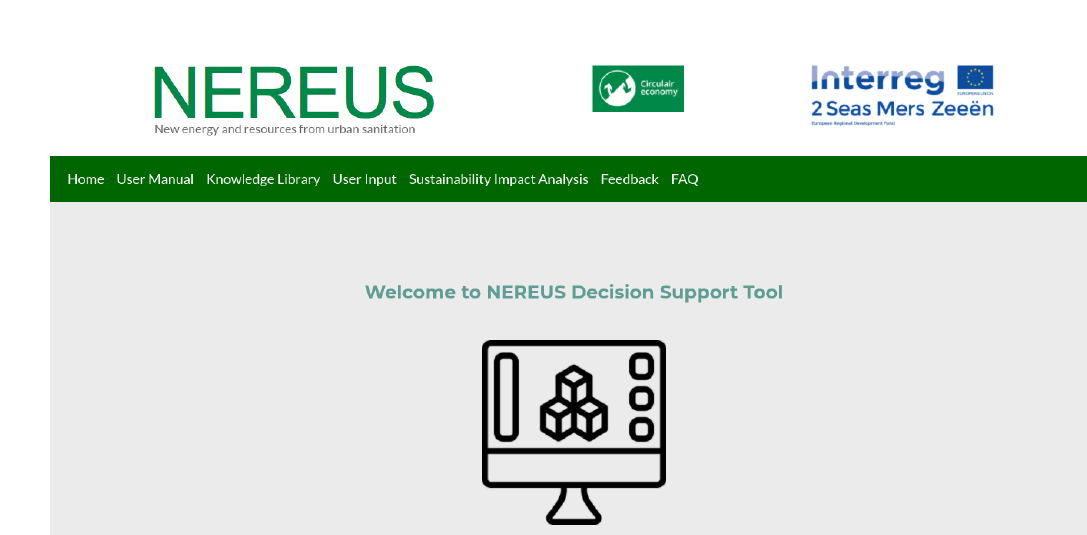 NEREUS
New energy and resources from urban sanitation
Circulair
economy
Interreg
EUROPEAN UNION
2 Seas Mers Zeeën
European Regional Development Fund
Home User Manual Knowledge Library User Input Sustainability Impact Analysis Feedback FAQ
Welcome to NEREUS Decision Support Tool